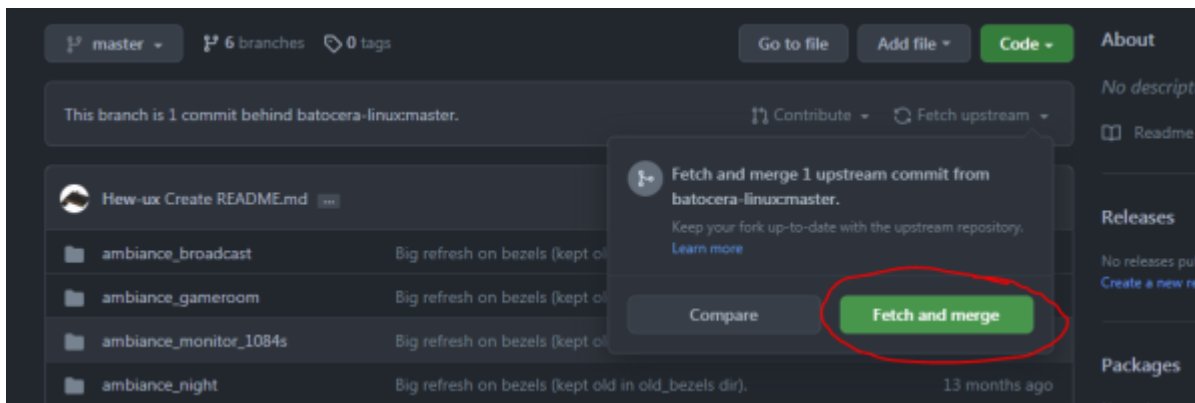 master 6 branches 0 tags Go to file Add file Code About
No descript
This branch is 1 commit behind batocera-linux:master. Contribute Fetch upstream
Readme
Fetch and merge 1 upstream commit from
batocera-linux:master.
Hew-ux Create README.md ...
Keep your fork up-to-date with the upstream repository.
Learn more
Releases
ambiance_broadcast Big refresh on bezels (kept ol
No releases pu
Create a new re
ambiance_gameroom Big refresh on bezels (kept ol
Compare Fetch and merge
ambiance_monitor_1084s Big refresh on bezels (kept ol
Packages
ambiance_night Big refresh on bezels (kept old in old_bezels dir). 13 months ago